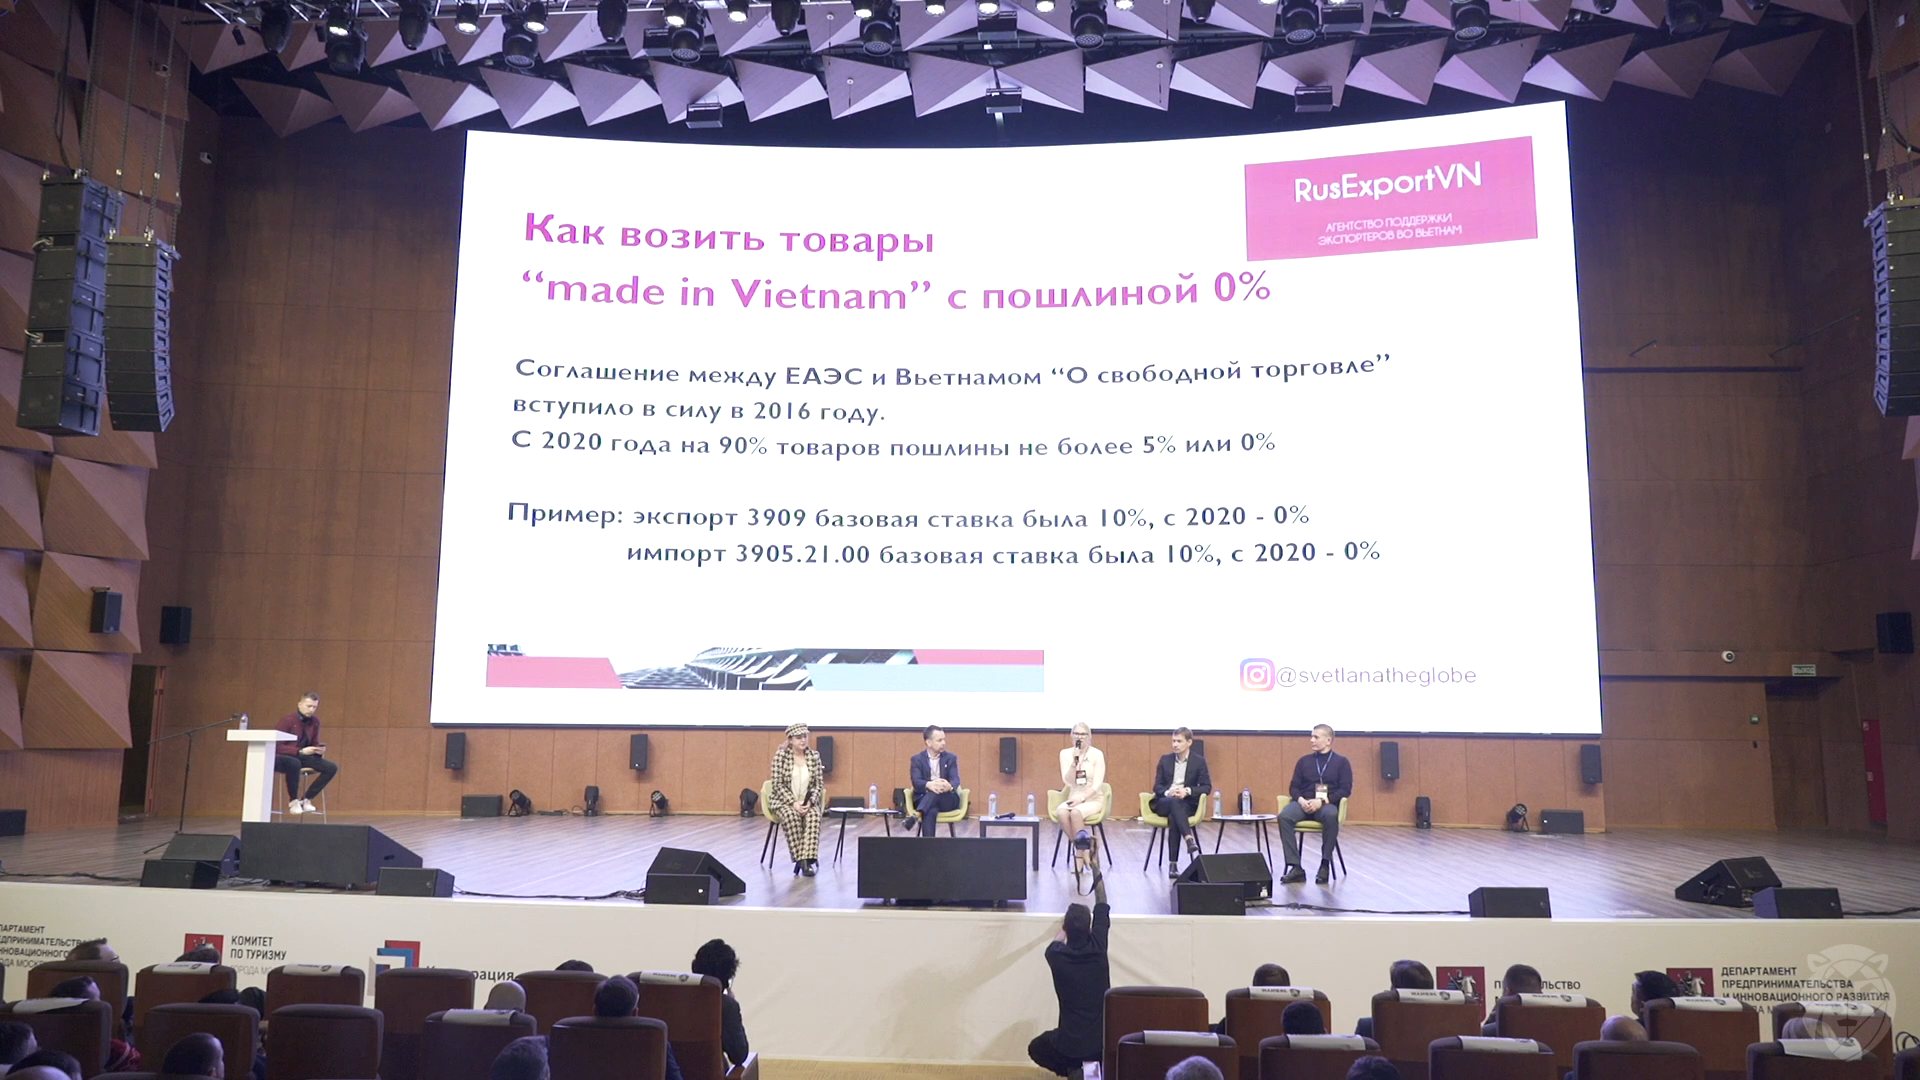 RusExportVN
АГЕНТСТВО ПОДДЕРЖКИ
ЭКСПОРТЕРОВ ВО ВЬЕТНАМ
Как возить товары
“made in Vietnam” с пошлиной 0%
Соглашение между ЕАЭС и Вьетнамом “О свободной торговле”
вступило в силу в 2016 году.
С 2020 года на 90% товаров пошлины не более 5% или 0%
Пример: экспорт 3909 базовая ставка была 10%, с 2020 - 0%
импорт 3905.21.00 базовая ставка была 10%, с 2020 - 0%
@svetlanatheglobe
ВЫХОД
КОМИТЕТ
ПО ТУРИЗМУ
ДЕПАРТАМЕНТ
ПРЕДПРИНИМАТЕЛЬСТВА
И ИННОВАЦИОННОГО РАЗВИТИЯ